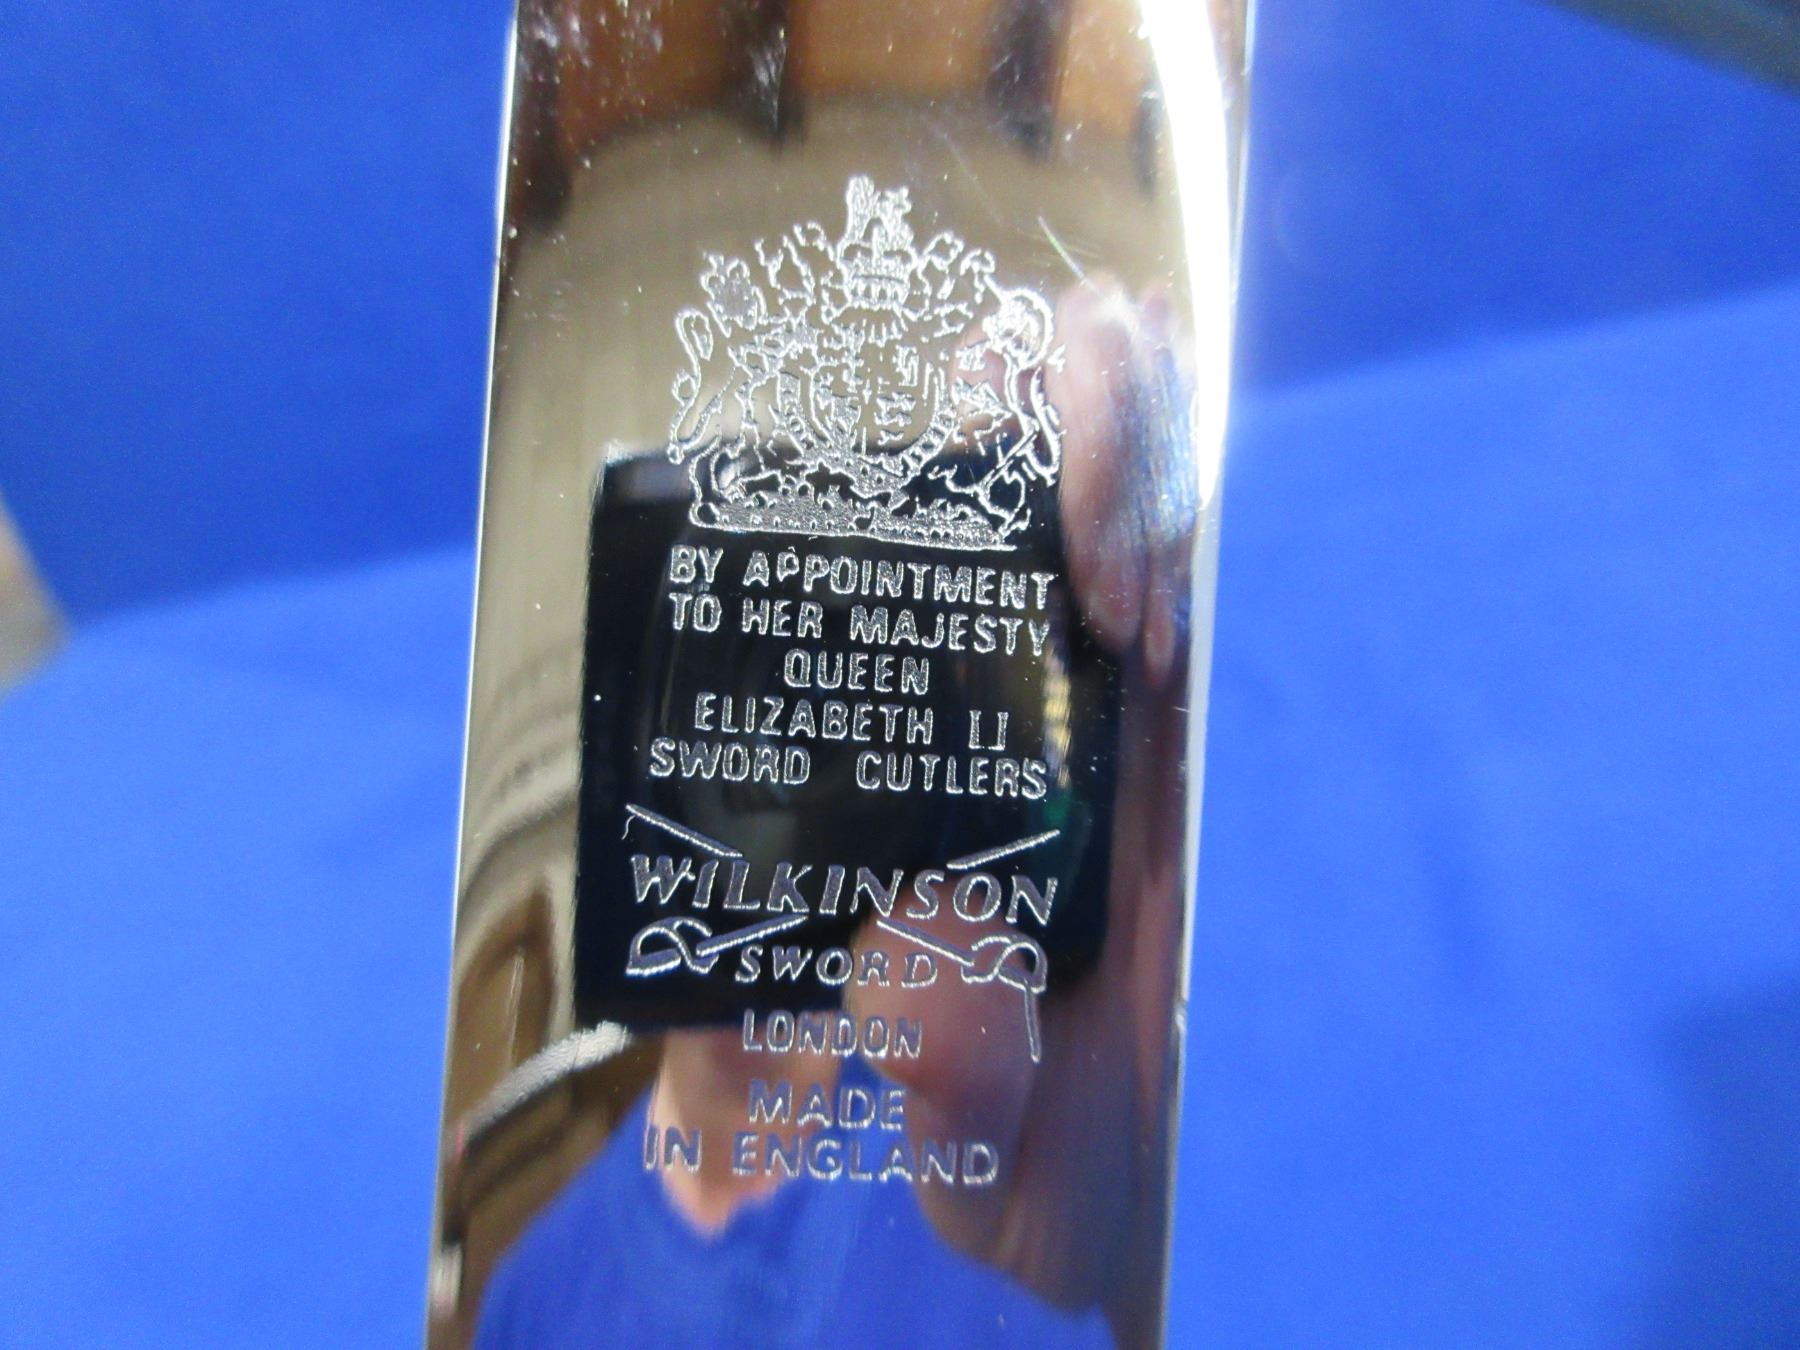 BY APPOINTMENT
TO HER MAJESTY
QUEEN
ELIZABETH II
SWORD CUTLERS
WILKINSON
SWORD
LONDON
MADE
IN ENGLAND